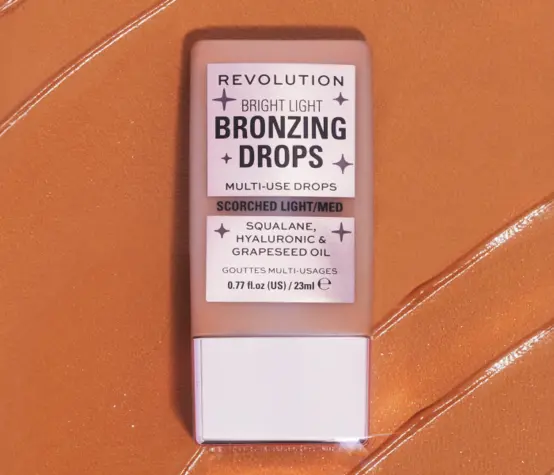 REVOLUTION
BRIGHT LIGHT
BRONZING
DROPS
MULTI-USE DROPS
SCORCHED LIGHT/MED
SQUALANE,
HYALURONIC &
GRAPESEED OIL
GOUTTES MULTI-USAGES
0.77 fl.oz (US) / 23ml ℮